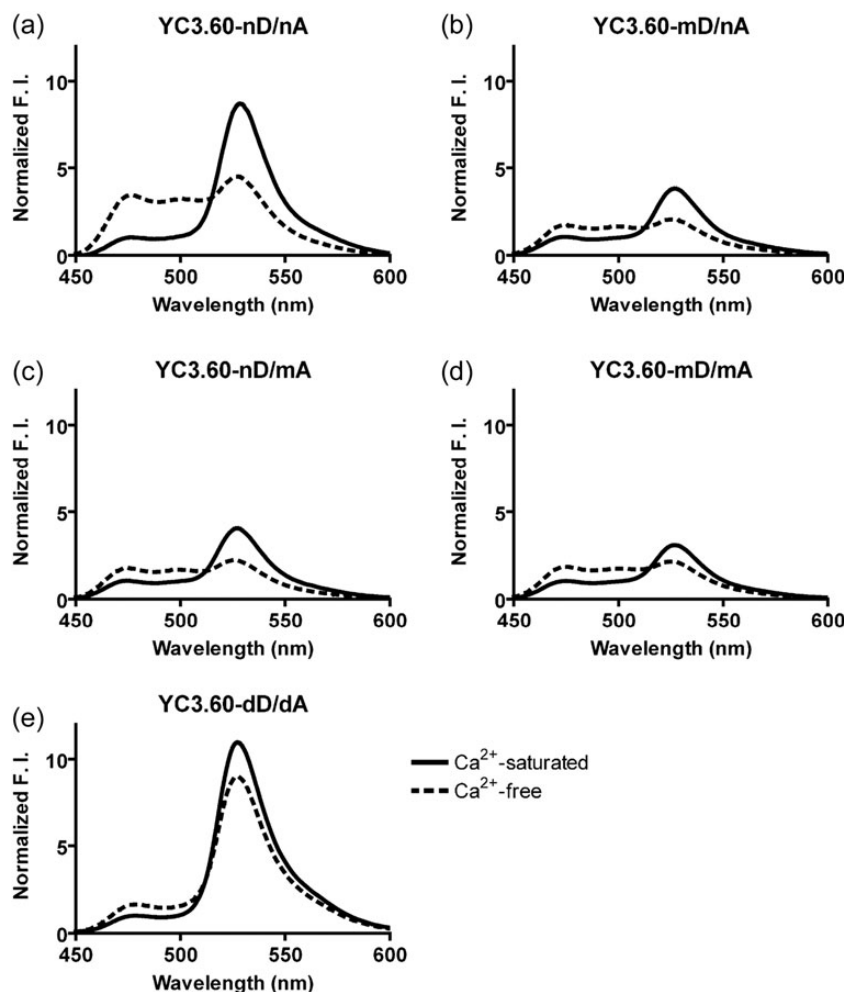 (a) YC3.60-nD/nA
Normalized F. I.
10
5
0
450 500 550 600
Wavelength (nm)
(b) YC3.60-mD/nA
Normalized F. I.
10
5
0
450 500 550 600
Wavelength (nm)
(c) YC3.60-nD/mA
Normalized F. I.
10
5
0
450 500 550 600
Wavelength (nm)
(d) YC3.60-mD/mA
Normalized F. I.
10
5
0
450 500 550 600
Wavelength (nm)
(e) YC3.60-dD/dA
Normalized F. I.
10
5
0
450 500 550 600
Wavelength (nm)
Ca²⁺-saturated
Ca²⁺-free